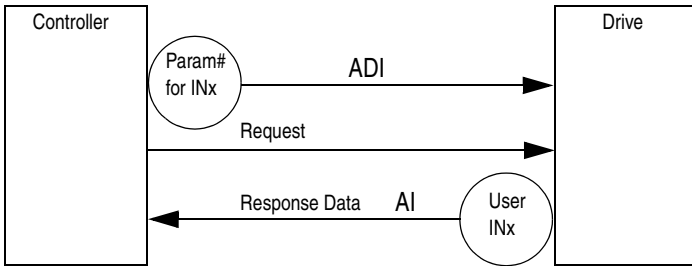 Controller
Drive
Param#
for INx
ADI
Request
Response Data AI
User
INx